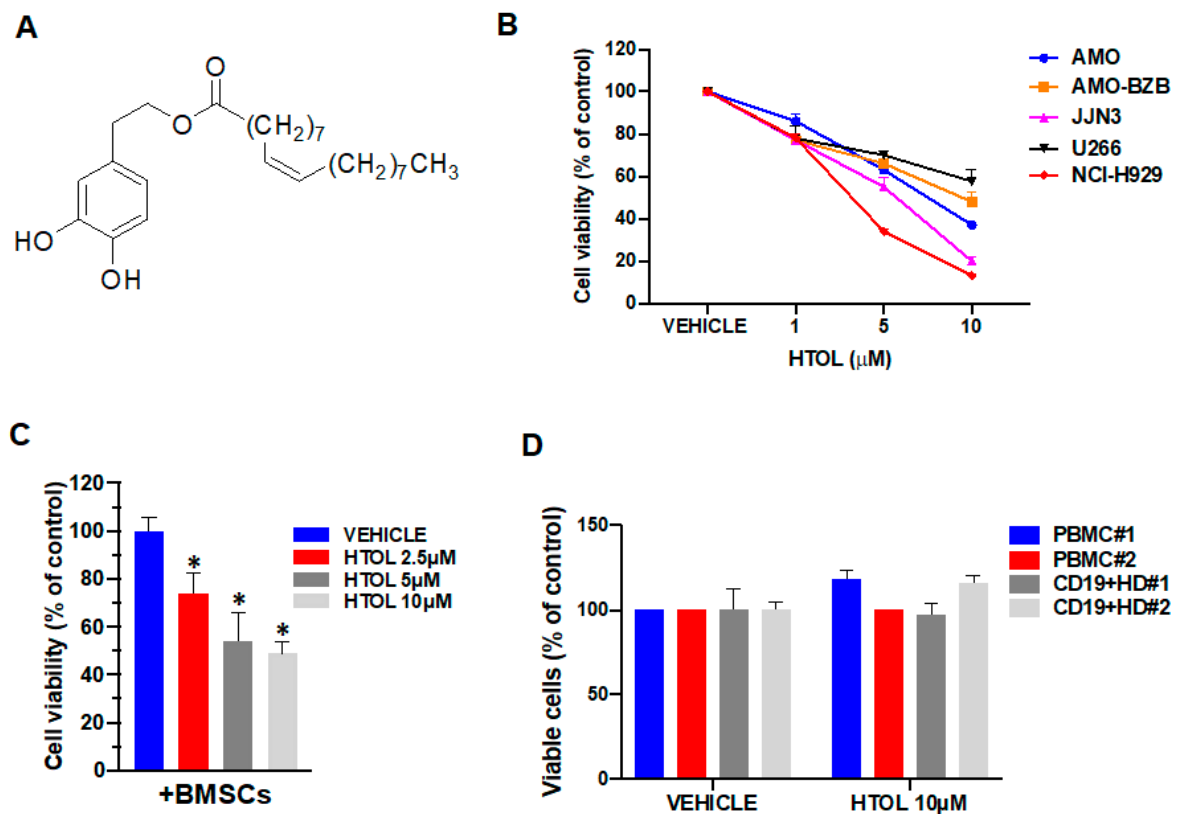 A
O
O
(CH2)7
(CH2)7CH3
HO
OH
B
Cell viability (% of control)
120
100
80
60
40
20
0
VEHICLE 1 5 10
HTOL (µM)
AMO
AMO-BZB
JJN3
U266
NCI-H929
C
Cell viability (% of control)
120
100
80
60
40
20
0
* * *
+BMSCs
VEHICLE
HTOL 2.5µM
HTOL 5µM
HTOL 10µM
D
Viable cells (% of control)
150
100
50
0
VEHICLE HTOL 10µM
PBMC#1
PBMC#2
CD19+HD#1
CD19+HD#2